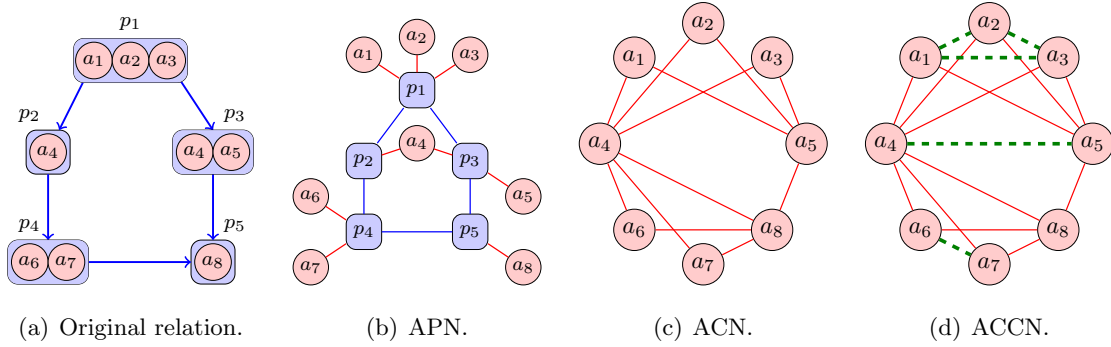 p1
a1 a2 a3
p2
a4
p3
a4 a5
p4
a6 a7
p5
a8
(a) Original relation.
a1
a2
a3
p1
p2
a4
p3
a6
a5
p4
p5
a7
a8
(b) APN.
a2
a1
a3
a4
a5
a6
a8
a7
(c) ACN.
a2
a1
a3
a4
a5
a6
a8
a7
(d) ACCN.